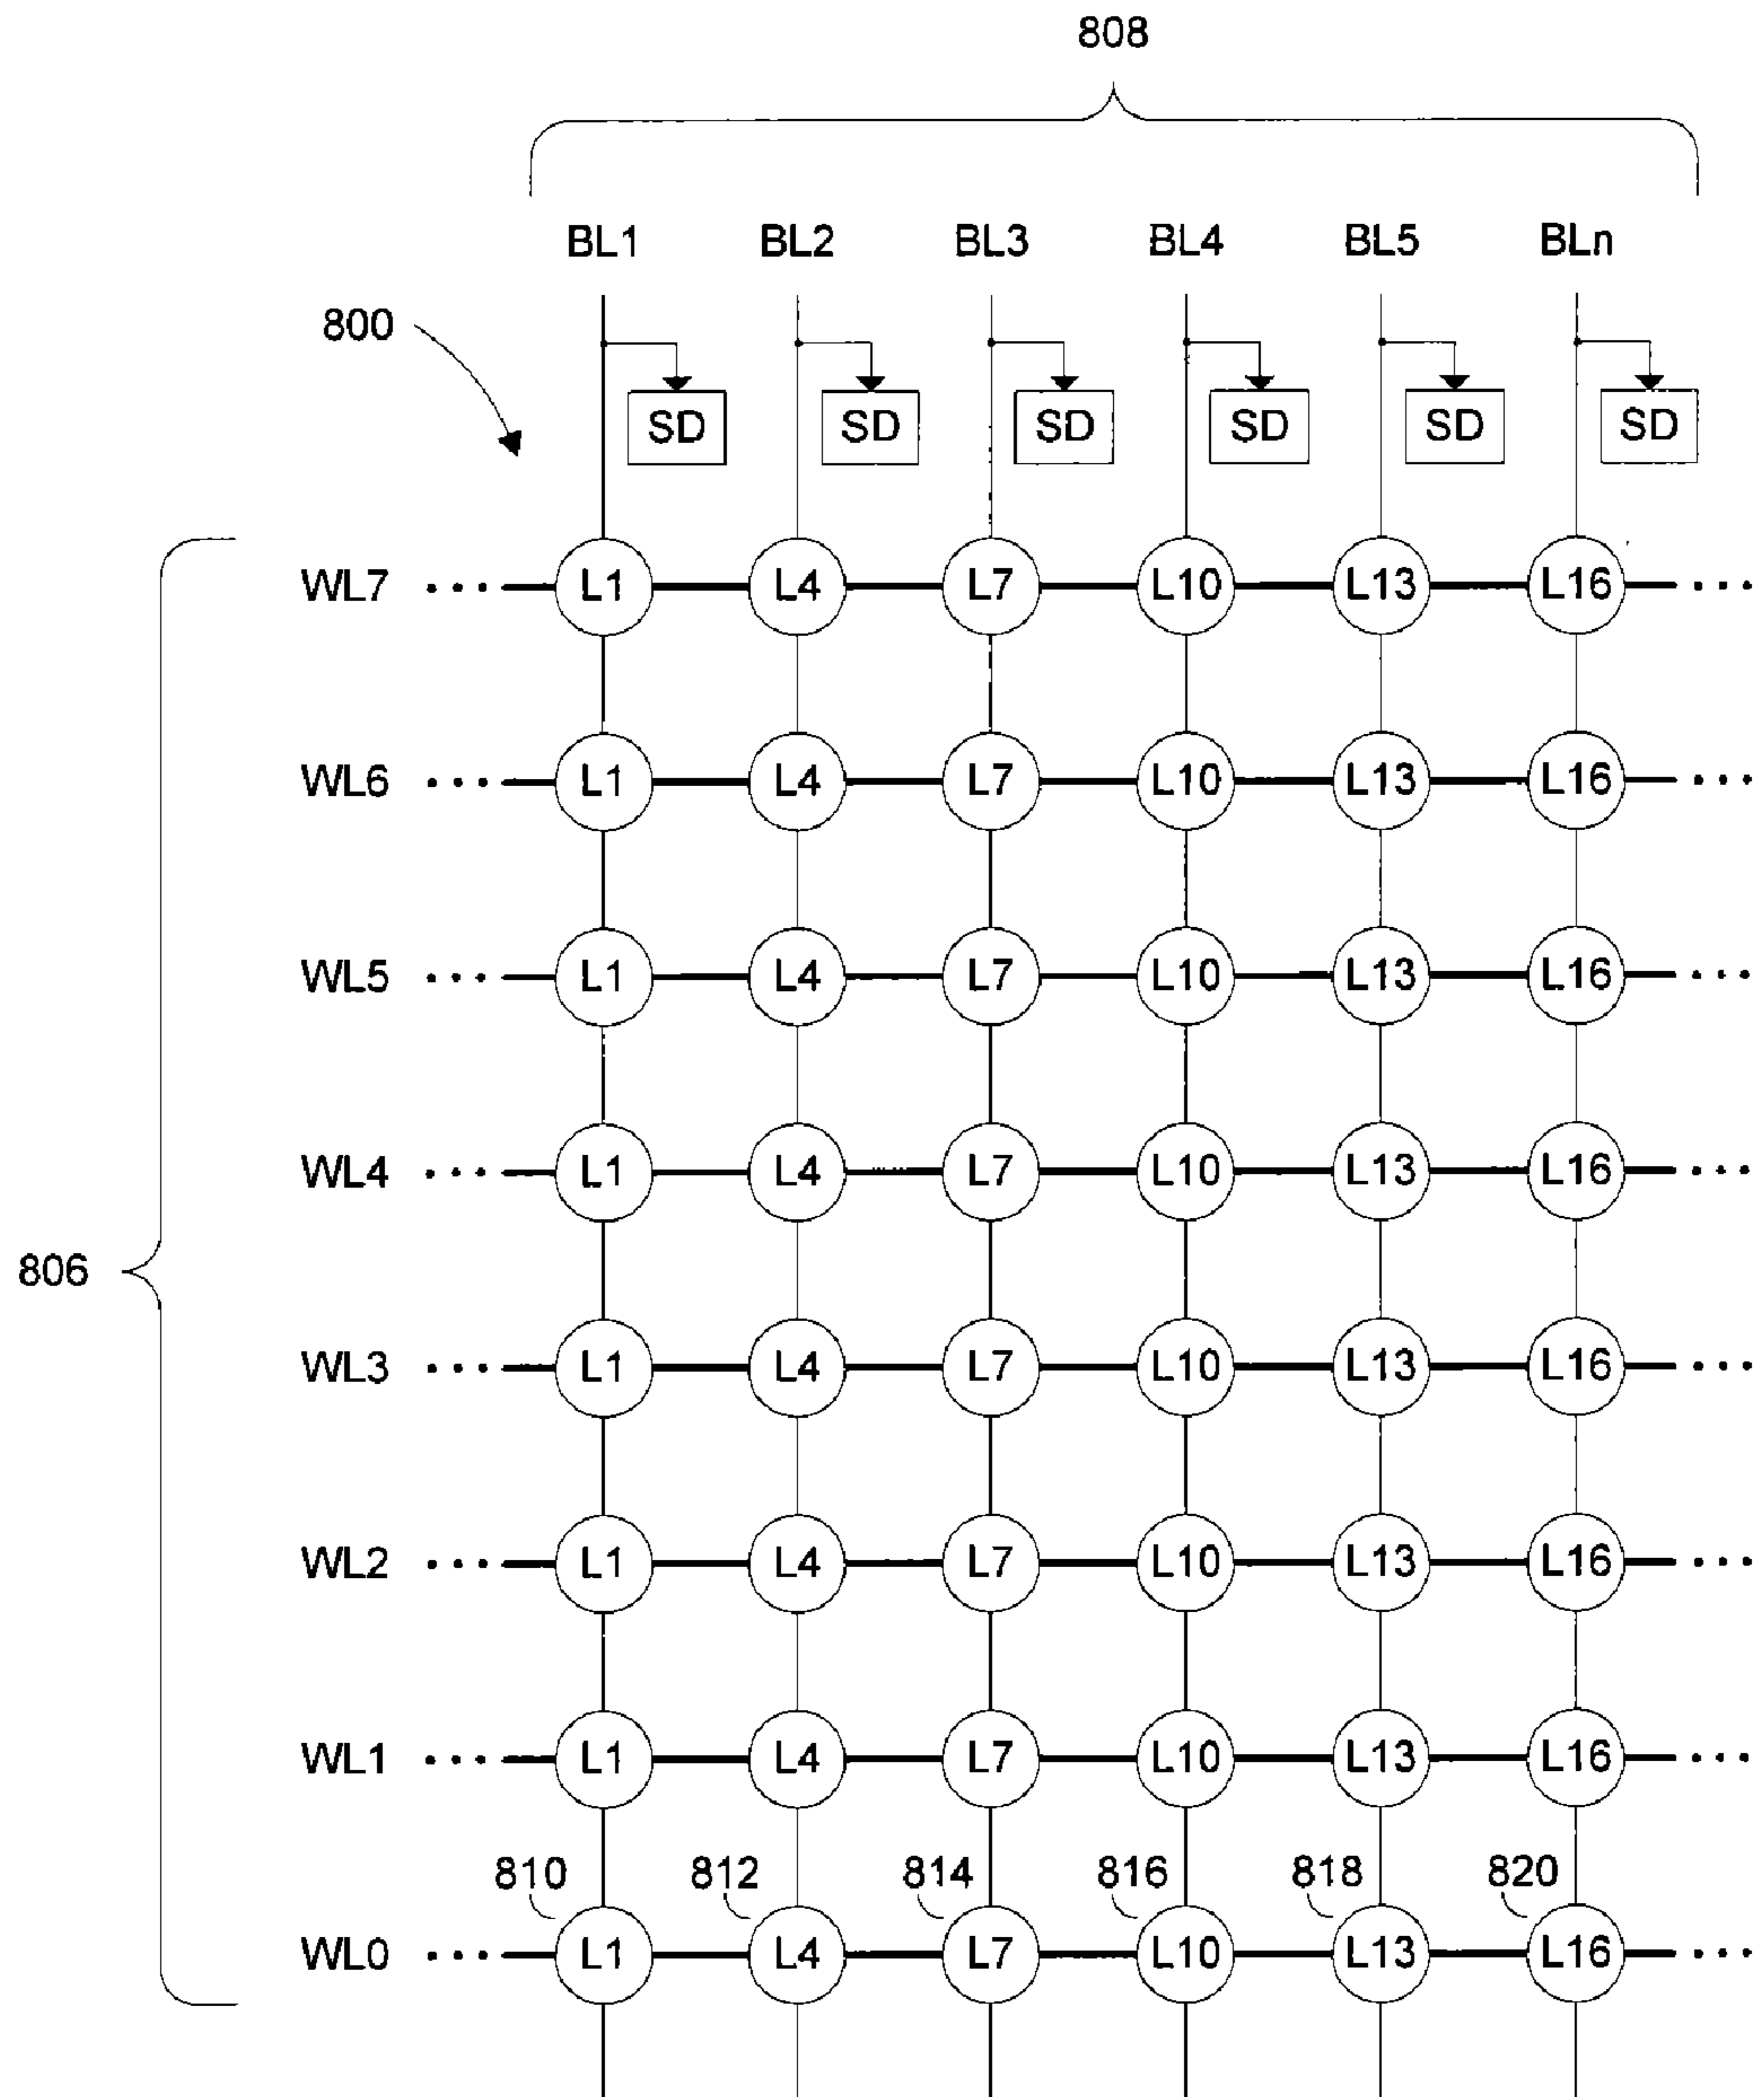 808
BL1 BL2 BL3 BL4 BL5 BLn
800
SD SD SD SD SD SD
WL7 ••• L1 L4 L7 L10 L13 L16 •••
WL6 ••• L1 L4 L7 L10 L13 L16 •••
WL5 ••• L1 L4 L7 L10 L13 L16 •••
WL4 ••• L1 L4 L7 L10 L13 L16 •••
806
WL3 ••• L1 L4 L7 L10 L13 L16 •••
WL2 ••• L1 L4 L7 L10 L13 L16 •••
WL1 ••• L1 L4 L7 L10 L13 L16 •••
810 812 814 816 818 820
WL0 ••• L1 L4 L7 L10 L13 L16 •••